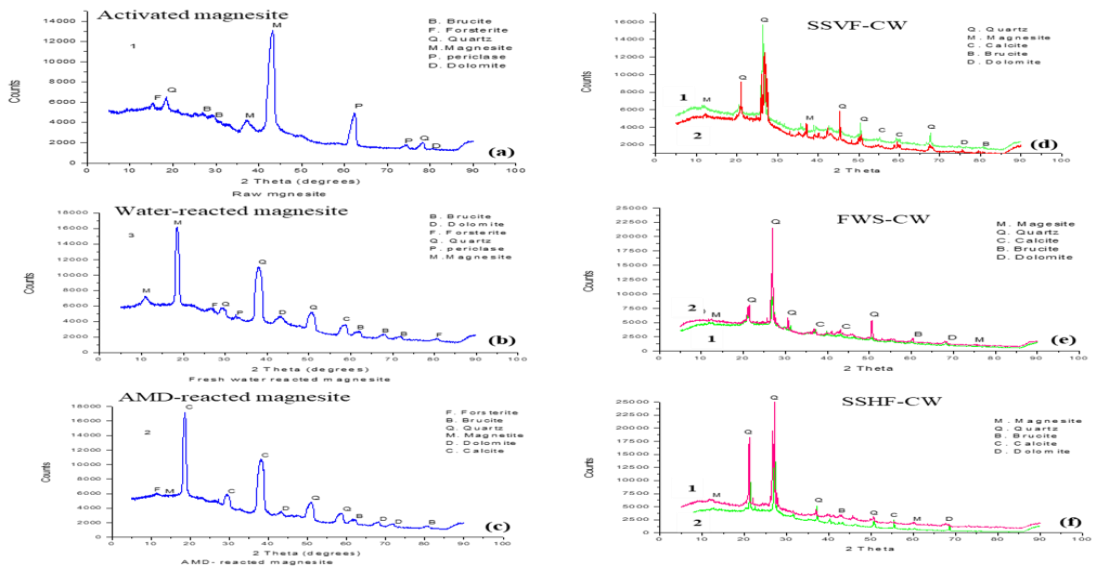 Activated magnesite
14000
12000
10000
8000
6000
4000
2000
0
Counts
1
F
Q
B
B
M
M
P
P
Q
D
B. Brucite
F. Forsterite
Q. Quartz
M.Magnesite
P. periclase
D. Dolomite
(a)
0 10 20 30 40 50 60 70 80 90 100
2 Theta (degrees)
Raw mgnesite
Water-reacted magnesite
18000
16000
14000
12000
10000
8000
6000
4000
2000
0
Counts
3
M
M
F
Q
P
Q
D
Q
C
B
B
B
F
B. Brucite
D. Dolomite
F. Forsterite
Q. Quartz
P. periclase
M.Magnesite
(b)
0 10 20 30 40 50 60 70 80 90 100
2 Theta (degrees)
Fresh water reacted magnesite
AMD-reacted magnesite
18000
16000
14000
12000
10000
8000
6000
4000
2000
0
Counts
2
F
M
C
C
C
D
Q
Q
B
D
D
B
F. Forsterite
B. Brucite
Q. Quartz
M. Magnetite
D. Dolomite
C. Calcite
(c)
0 10 20 30 40 50 60 70 80 90 100
2 Theta (degrees)
AMD- reacted magnesite
SSVF-CW
16000
14000
12000
10000
8000
6000
4000
2000
Counts
1
2
M
Q
Q
M
Q
Q
C
C
Q
D
B
Q. Quartz
M. Magnesite
C. Calcite
B. Brucite
D. Dolomite
(d)
0 10 20 30 40 50 60 70 80 90 100
2 Theta
FWS-CW
25000
22500
20000
17500
15000
12500
10000
7500
5000
2500
0
Counts
2
1
M
Q
Q
Q
C
C
Q
B
D
M
M. Magesite
Q. Quartz
C. Calcite
B. Brucite
D. Dolomite
(e)
0 10 20 30 40 50 60 70 80 90 100
2 Theta
SSHF-CW
25000
22500
20000
17500
15000
12500
10000
7500
5000
2500
0
Counts
1
2
M
Q
Q
Q
B
Q
C
M
D
M. Magnesite
Q. Quartz
B. Brucite
C. Calcite
D. Dolomite
(f)
0 10 20 30 40 50 60 70 80 90 100
2 Theta